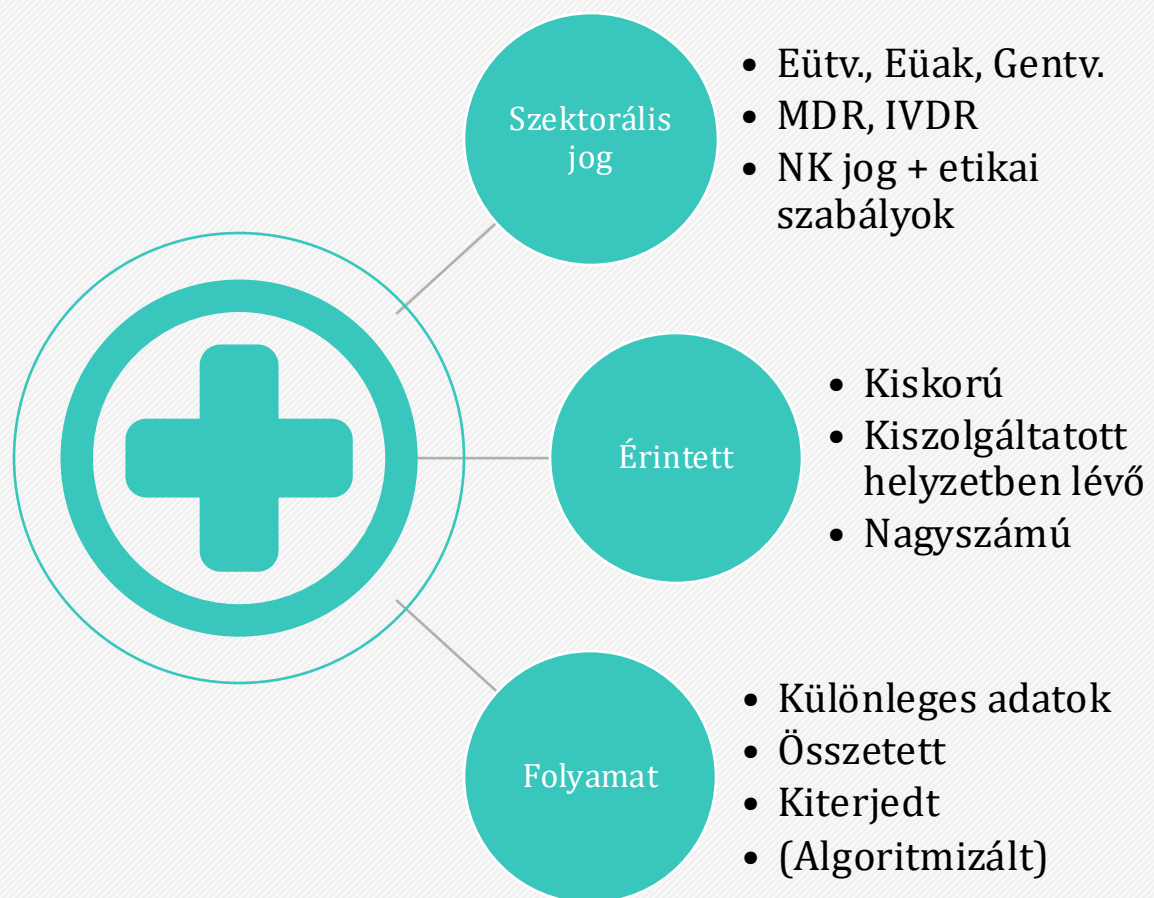 Szektorális
jog
• Eütv., Eüak, Gentv.
• MDR, IVDR
• NK jog + etikai
szabályok
Érintett
• Kiskorú
• Kiszolgáltatott
helyzetben lévő
• Nagyszámú
Folyamat
• Különleges adatok
• Összetett
• Kiterjedt
• (Algoritmizált)